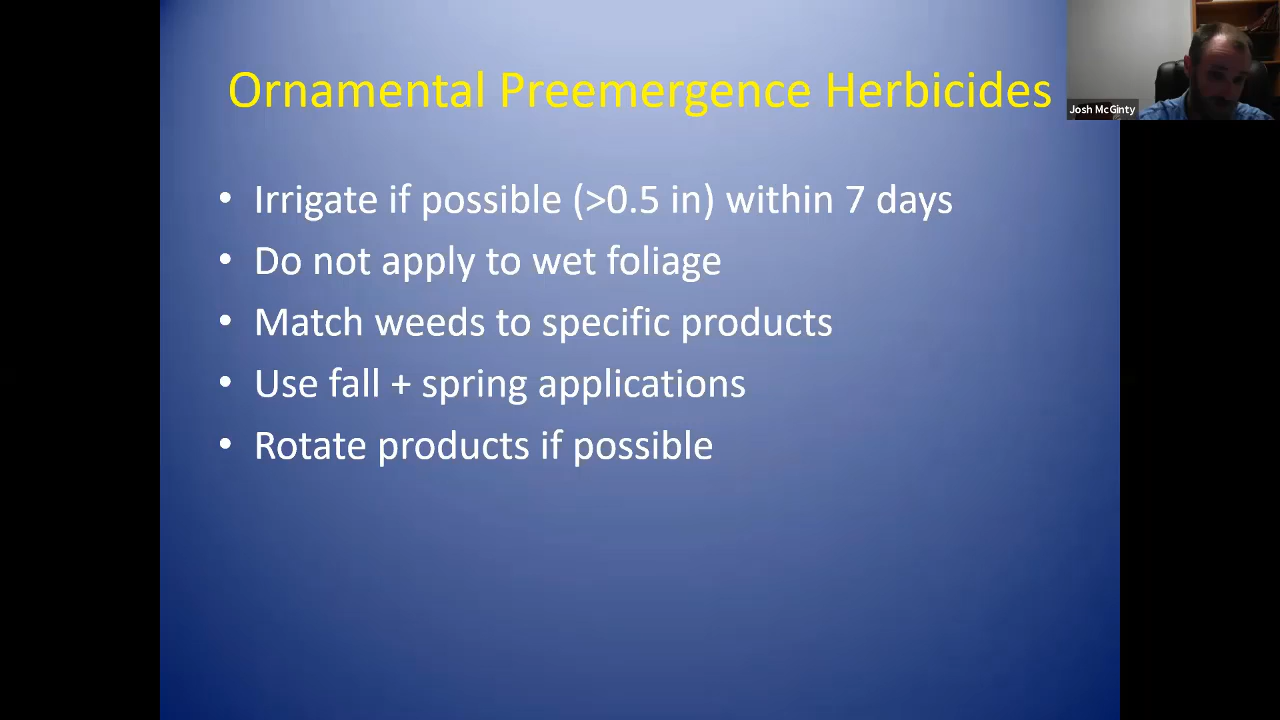 Ornamental Preemergence Herbicides
Josh McGinty
• Irrigate if possible (>0.5 in) within 7 days
• Do not apply to wet foliage
• Match weeds to specific products
• Use fall + spring applications
• Rotate products if possible